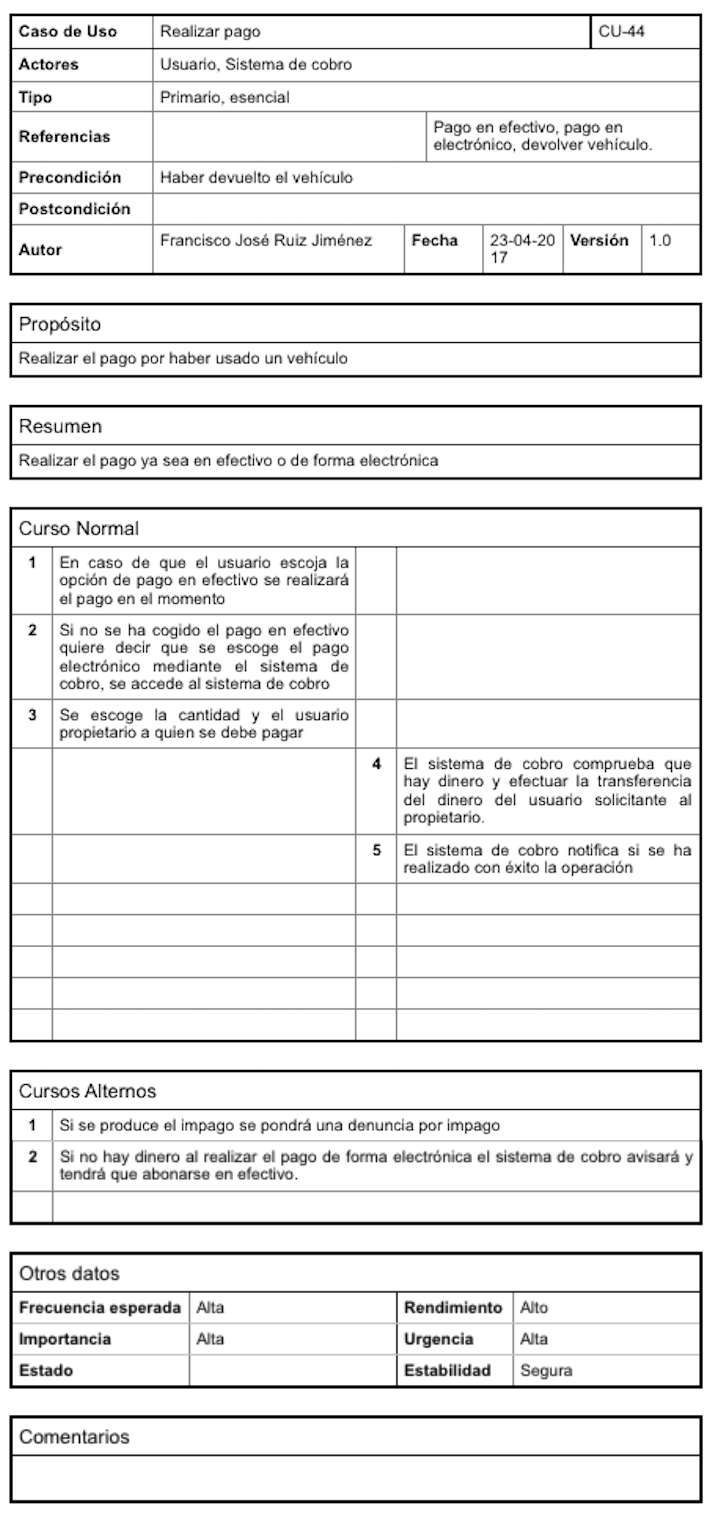 Caso de Uso Realizar pago CU-44
Actores Usuario, Sistema de cobro
Tipo Primario, esencial
Referencias Pago en efectivo, pago en
electrónico, devolver vehículo.
Precondición Haber devuelto el vehículo
Postcondición
Autor Francisco José Ruiz Jiménez Fecha 23-04-20
17 Versión 1.0
Propósito
Realizar el pago por haber usado un vehículo
Resumen
Realizar el pago ya sea en efectivo o de forma electrónica
Curso Normal
1 En caso de que el usuario escoja la
opción de pago en efectivo se realizará
el pago en el momento
2 Si no se ha cogido el pago en efectivo
quiere decir que se escoge el pago
electrónico mediante el sistema de
cobro, se accede al sistema de cobro
3 Se escoge la cantidad y el usuario
propietario a quien se debe pagar
4 El sistema de cobro comprueba que
hay dinero y efectuar la transferencia
del dinero del usuario solicitante al
propietario.
5 El sistema de cobro notifica si se ha
realizado con éxito la operación
Cursos Alternos
1 Si se produce el impago se pondrá una denuncia por impago
2 Si no hay dinero al realizar el pago de forma electrónica el sistema de cobro avisará y
tendrá que abonarse en efectivo.
Otros datos
Frecuencia esperada Alta Rendimiento Alto
Importancia Alta Urgencia Alta
Estado Estabilidad Segura
Comentarios